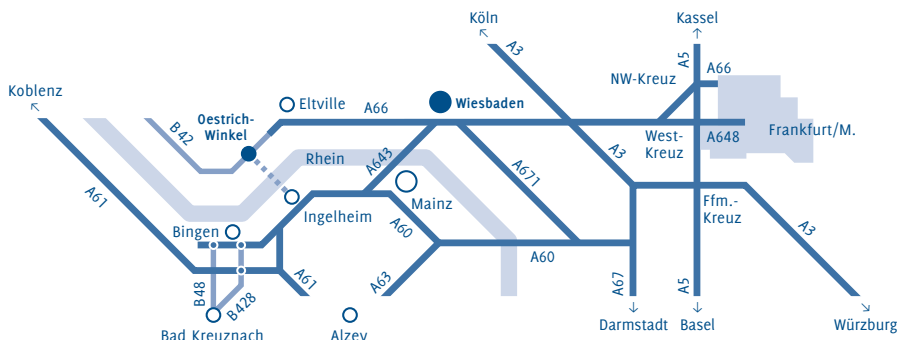 Köln
Kassel
A3
A5
A66
NW-Kreuz
Koblenz
Eltville
A66
Wiesbaden
Oestrich-
Winkel
B42
Rhein
A643
A3
West-
Kreuz
A648
Frankfurt/M.
A671
A61
Ingelheim
Mainz
Ffm.-
Kreuz
Bingen
A60
A60
A3
B48
B428
A61
A63
A67
A5
Bad Kreuznach
Alzey
Darmstadt
Basel
Würzburg